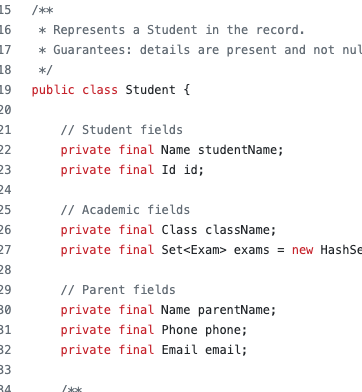 15 /**
16 * Represents a Student in the record.
17 * Guarantees: details are present and not nul
18 */
19 public class Student {
20
21 // Student fields
22 private final Name studentName;
23 private final Id id;
24
25 // Academic fields
26 private final Class className;
27 private final Set<Exam> exams = new HashSe
28
29 // Parent fields
30 private final Name parentName;
31 private final Phone phone;
32 private final Email email;
33
34 /**